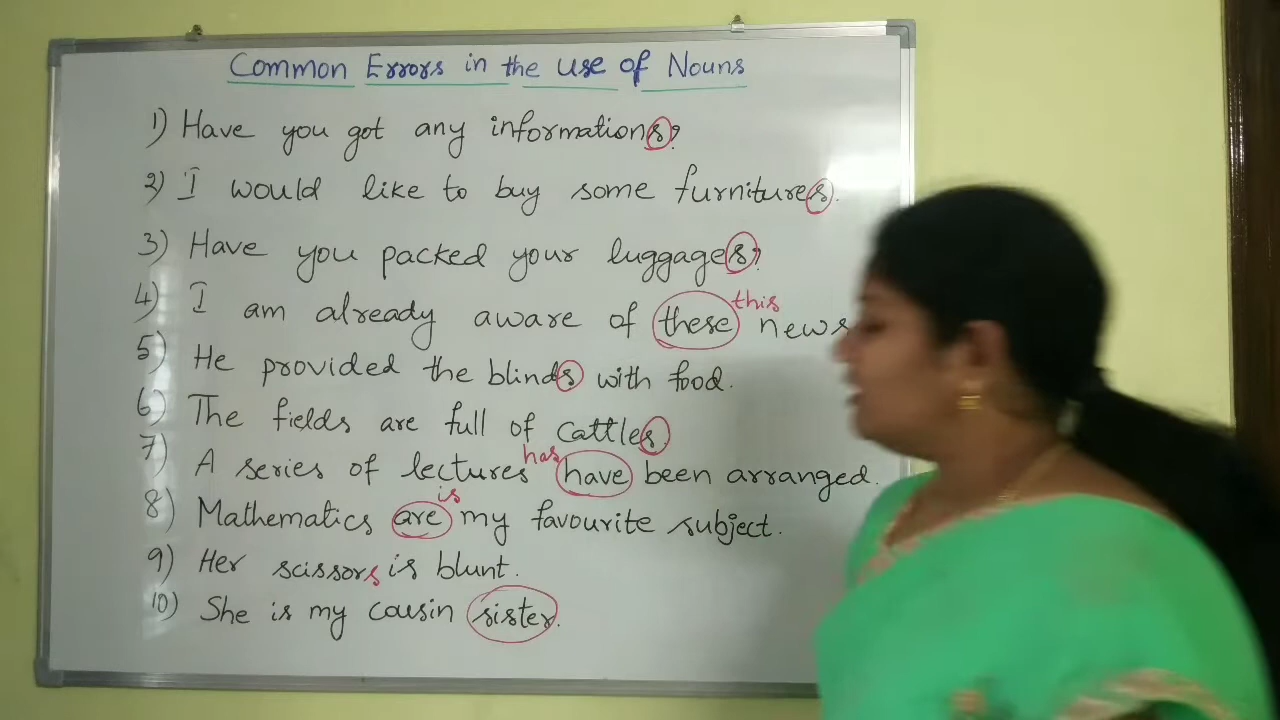 Common Errors in the use of Nouns
1) Have you got any informations?
2) I would like to buy some furnitures.
3) Have you packed your luggages?
this
4) I am already aware of these news
5) He provided the blinds with food.
6) The fields are full of cattles.
has
7) A series of lectures have been arranged.
is
8) Mathematics are my favourite subject.
9) Her scissors is blunt.
10) She is my cousin sister.